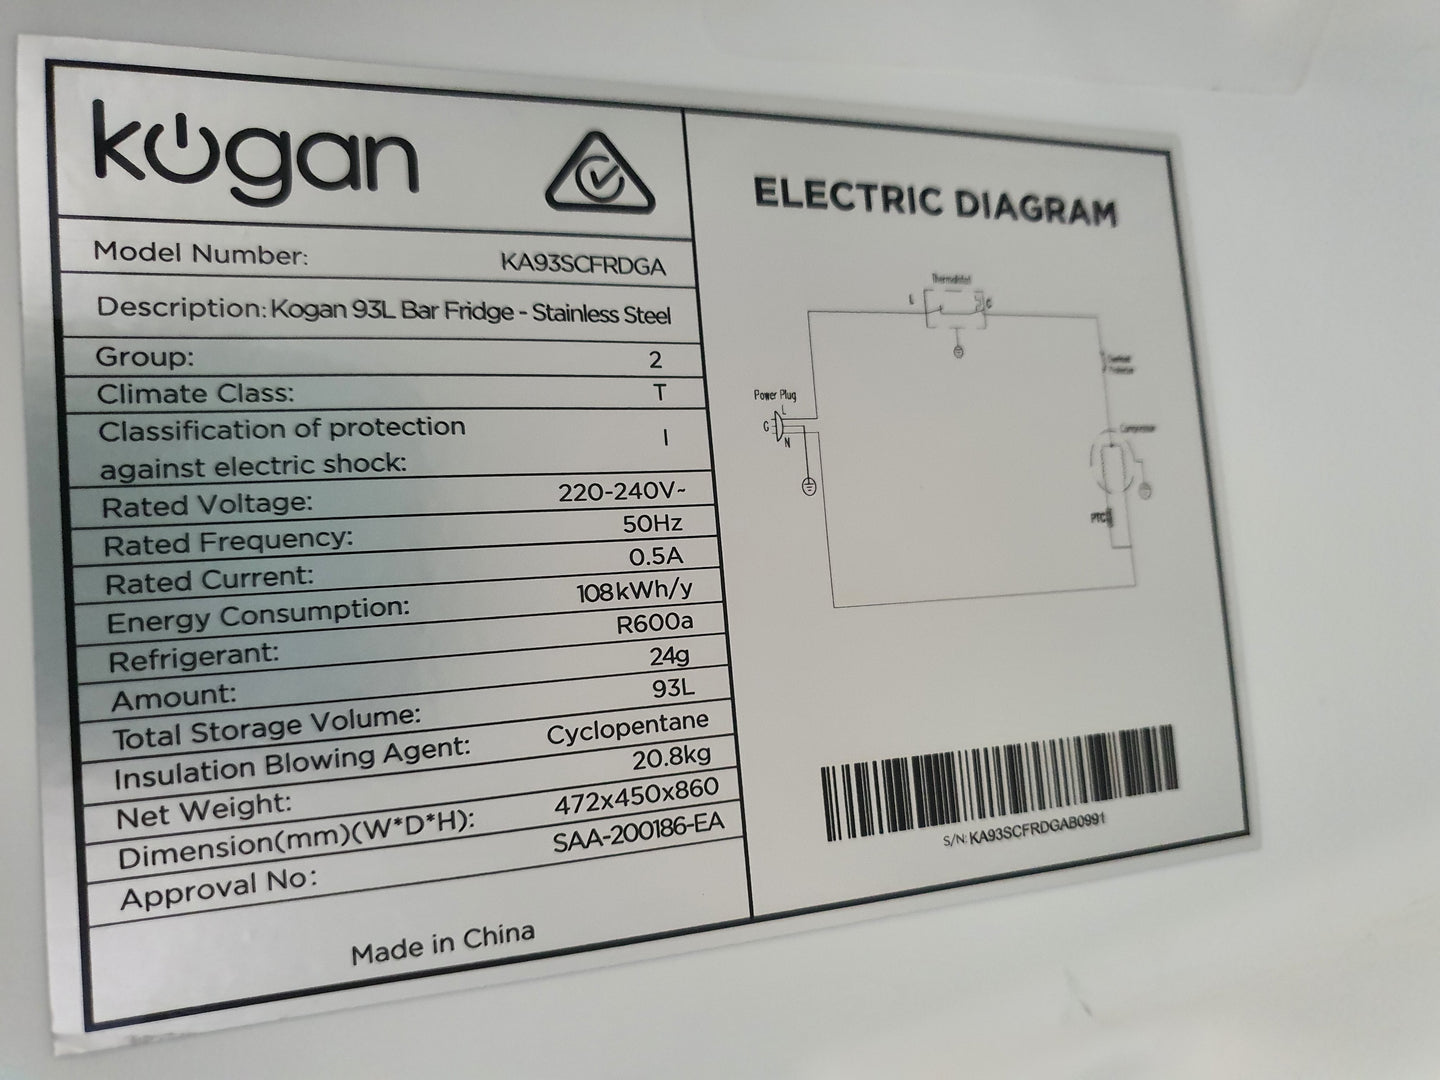 kogan
Model Number: KA93SCFRDGA
Description: Kogan 93L Bar Fridge - Stainless Steel
Group: 2
Climate Class: T
Classification of protection
against electric shock: I
Rated Voltage: 220-240V~
Rated Frequency: 50Hz
Rated Current: 0.5A
Energy Consumption: 108kWh/y
Refrigerant: R600a
Amount: 24g
Total Storage Volume: 93L
Insulation Blowing Agent: Cyclopentane
Net Weight: 20.8kg
Dimension(mm)(W*D*H): 472x450x860
Approval No: SAA-200186-EA
Made in China
ELECTRIC DIAGRAM
Thermostat
L
C
Power Plug
L
G
N
Compressor
PTC
S/N: KA93SCFRDGAB0991